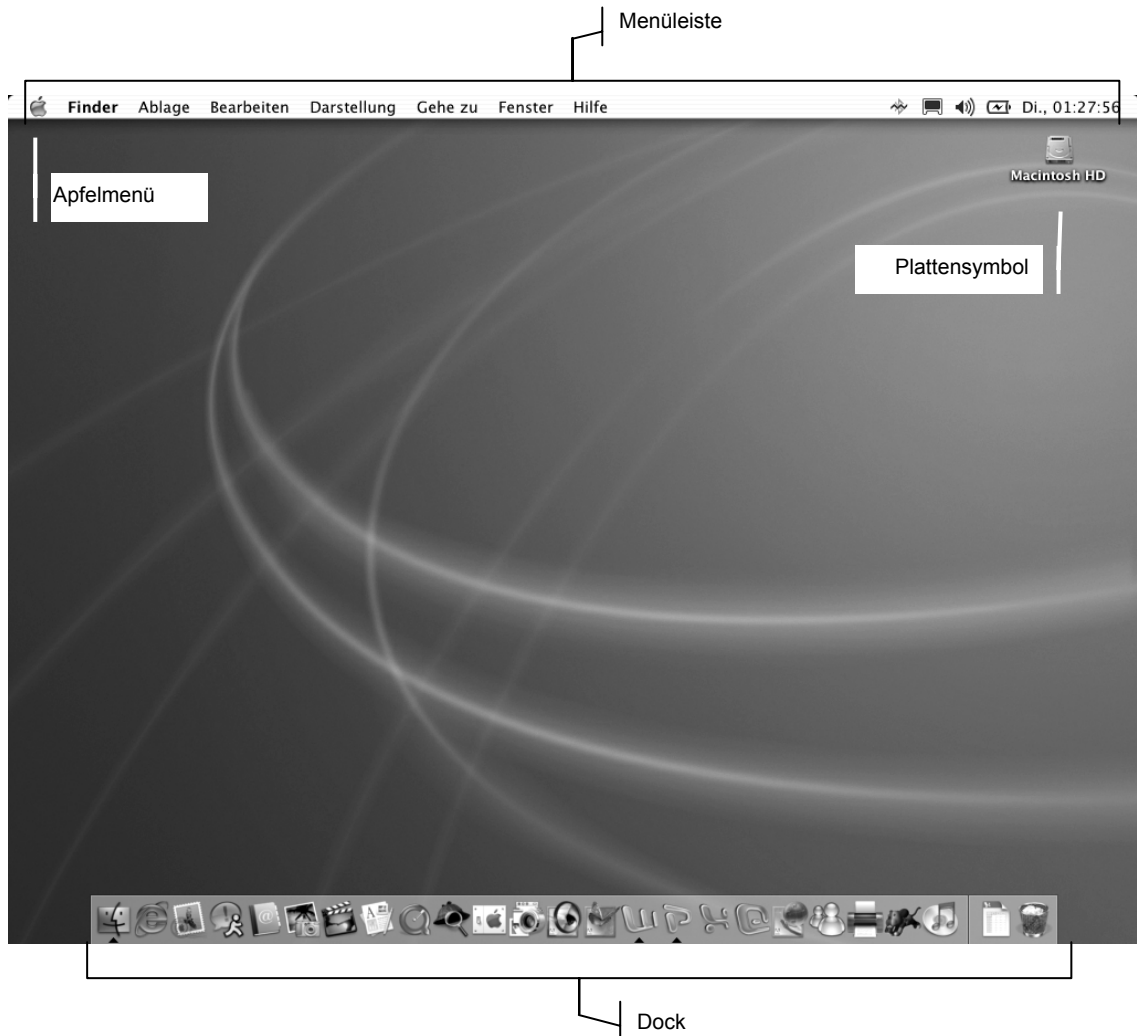 Menüleiste
Finder Ablage Bearbeiten Darstellung Gehe zu Fenster Hilfe Di., 01:27:56
Macintosh HD
Apfelmenü
Plattensymbol
Dock